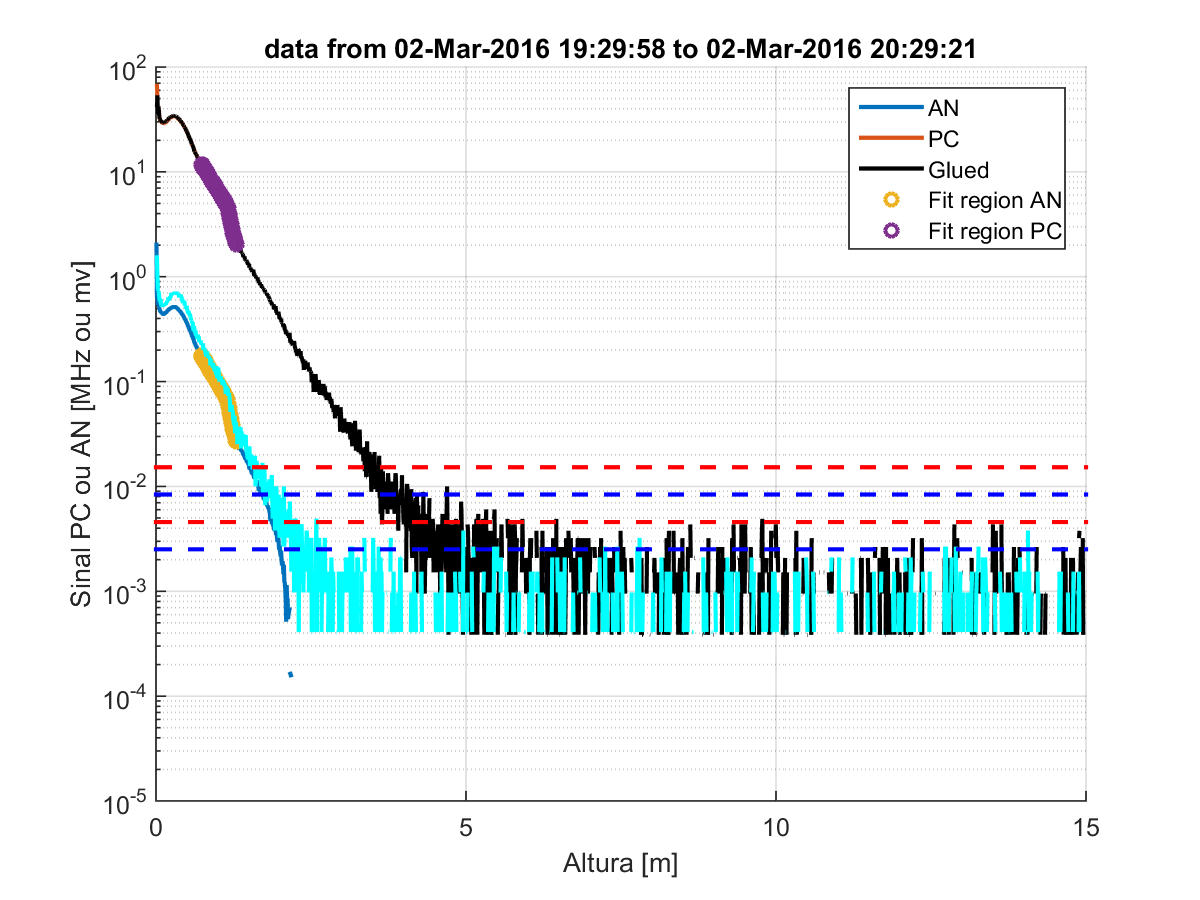 data from 02-Mar-2016 19:29:58 to 02-Mar-2016 20:29:21
AN
PC
Glued
Fit region AN
Fit region PC
Sinal PC ou AN [MHz ou mv]
10^2
10^1
10^0
10^-1
10^-2
10^-3
10^-4
10^-5
0 5 10 15
Altura [m]